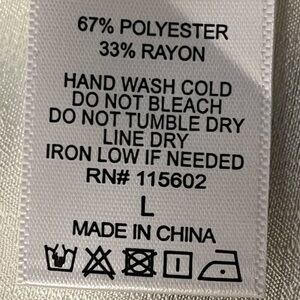 67% POLYESTER
33% RAYON
HAND WASH COLD
DO NOT BLEACH
DO NOT TUMBLE DRY
LINE DRY
IRON LOW IF NEEDED
RN# 115602
L
MADE IN CHINA